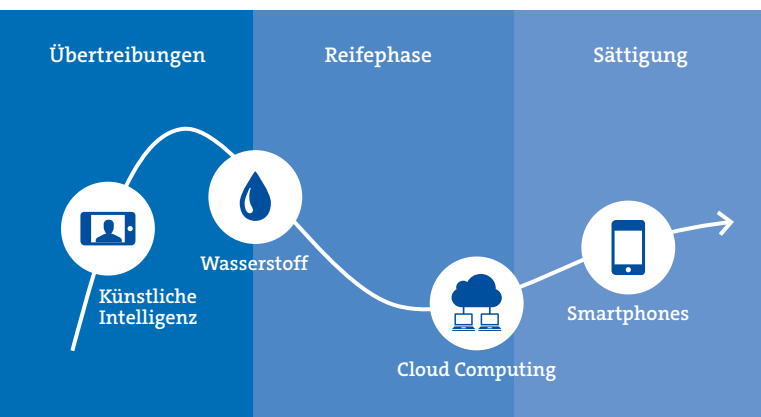 Übertreibungen
Reifephase
Sättigung
Wasserstoff
Künstliche
Intelligenz
Smartphones
Cloud Computing